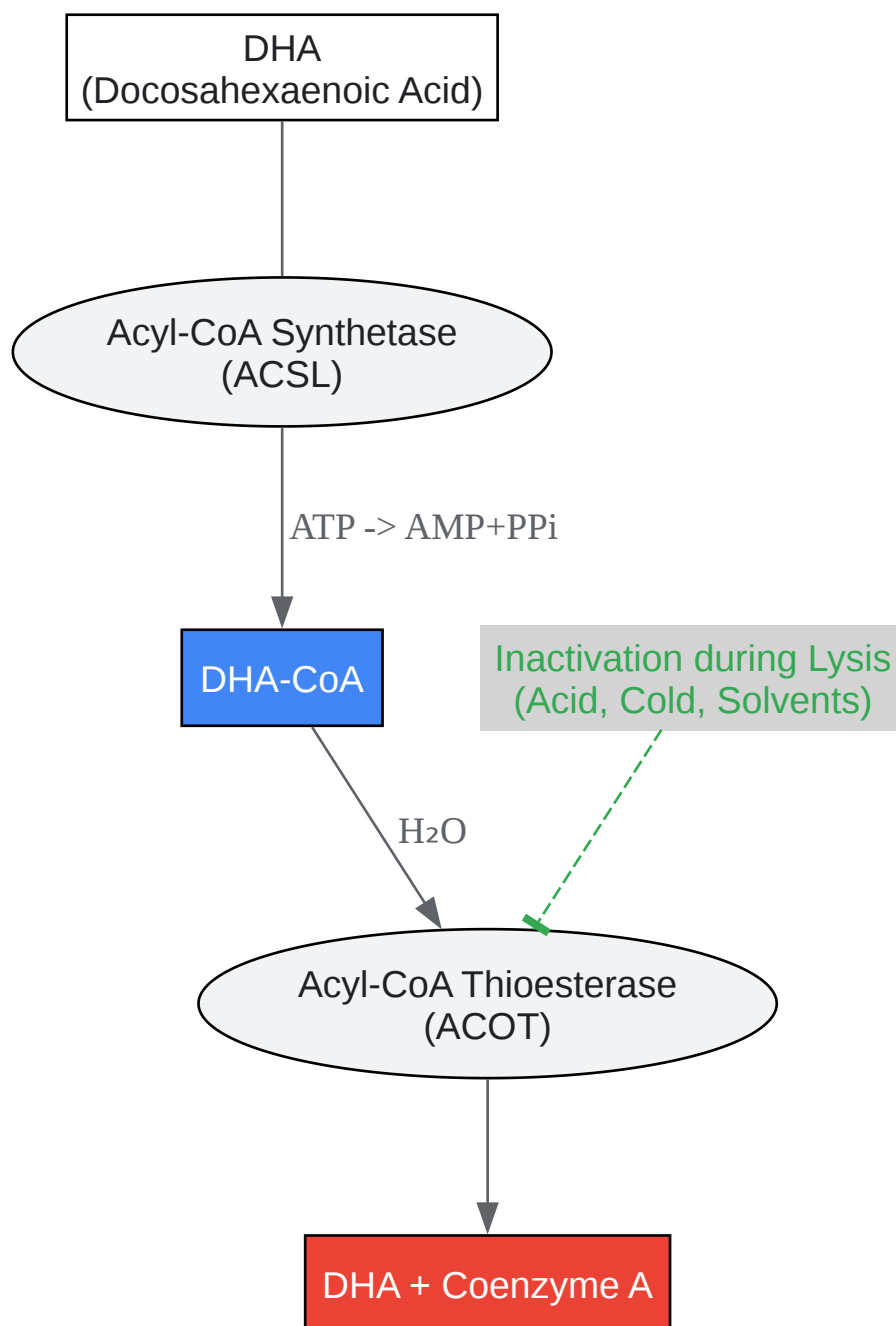 DHA
(Docosahexaenoic Acid)
Acyl-CoA Synthetase
(ACSL)
ATP -> AMP+PPi
DHA-CoA
Inactivation during Lysis
(Acid, Cold, Solvents)
H₂O
Acyl-CoA Thioesterase
(ACOT)
DHA + Coenzyme A